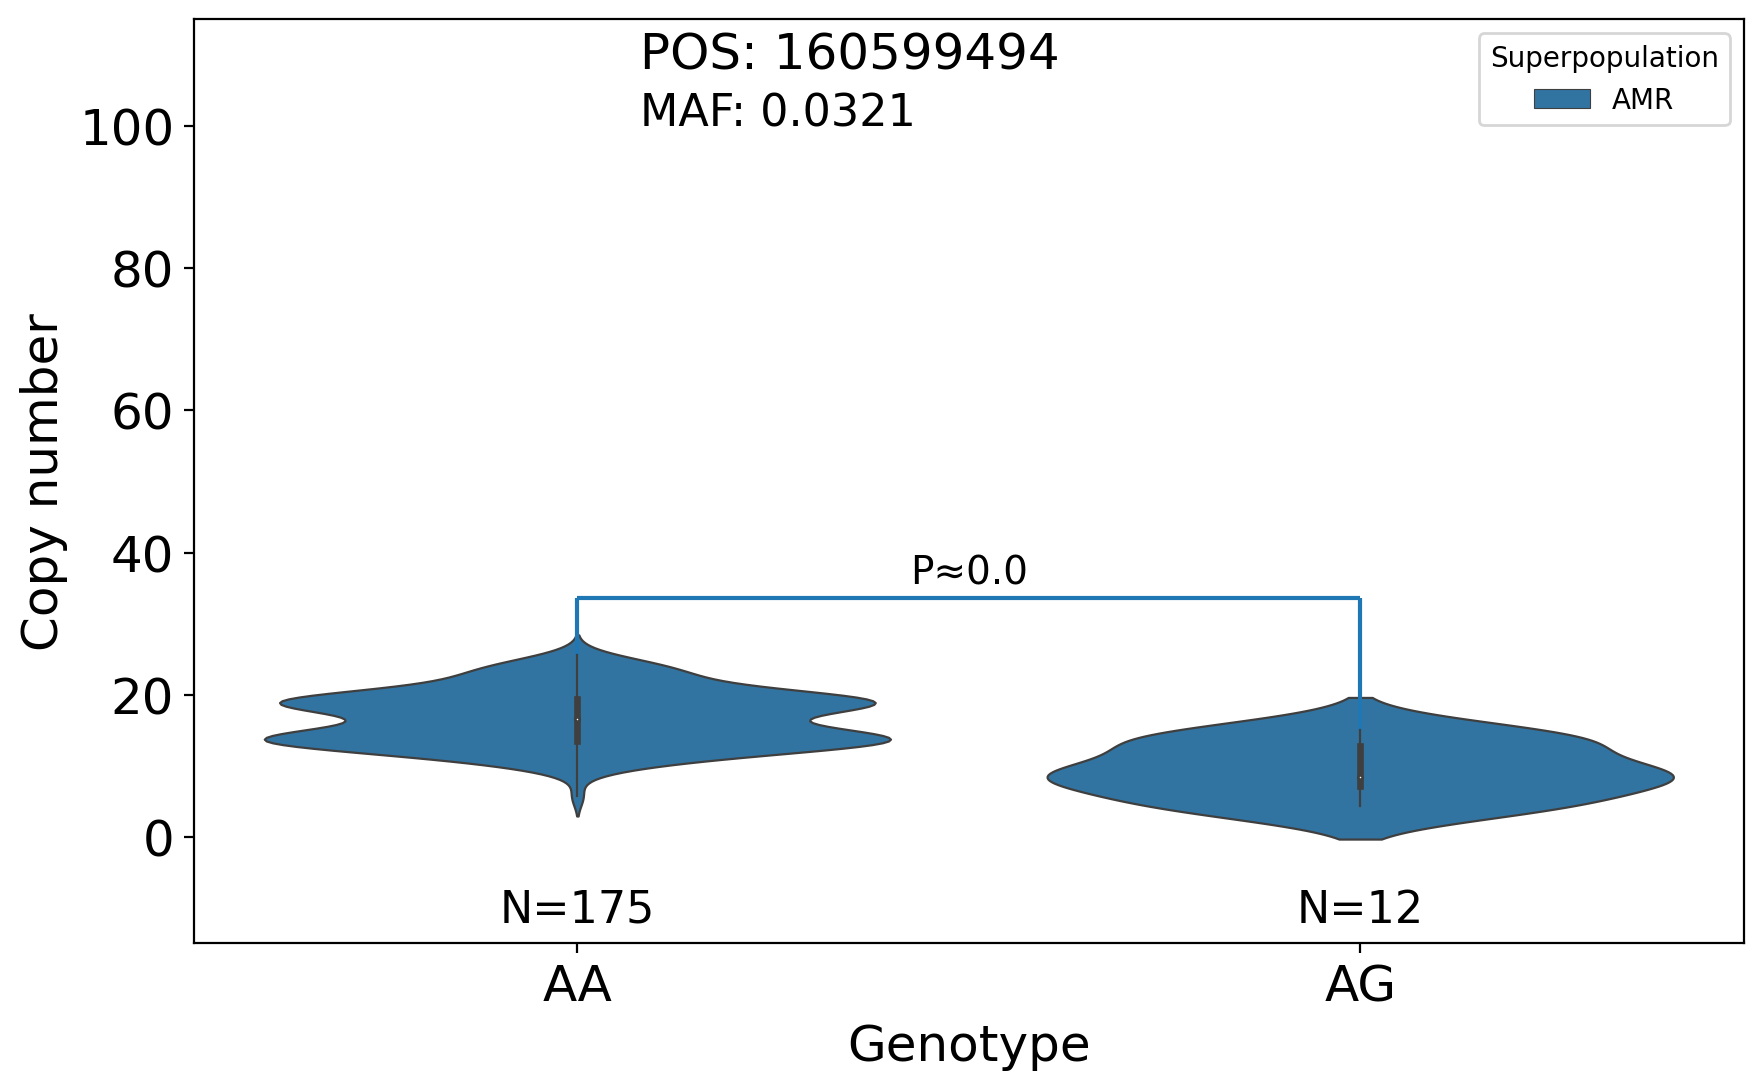 POS: 160599494
MAF: 0.0321
Superpopulation
AMR
100
80
60
40
20
0
Copy number
P≈0.0
N=175
N=12
AA
AG
Genotype